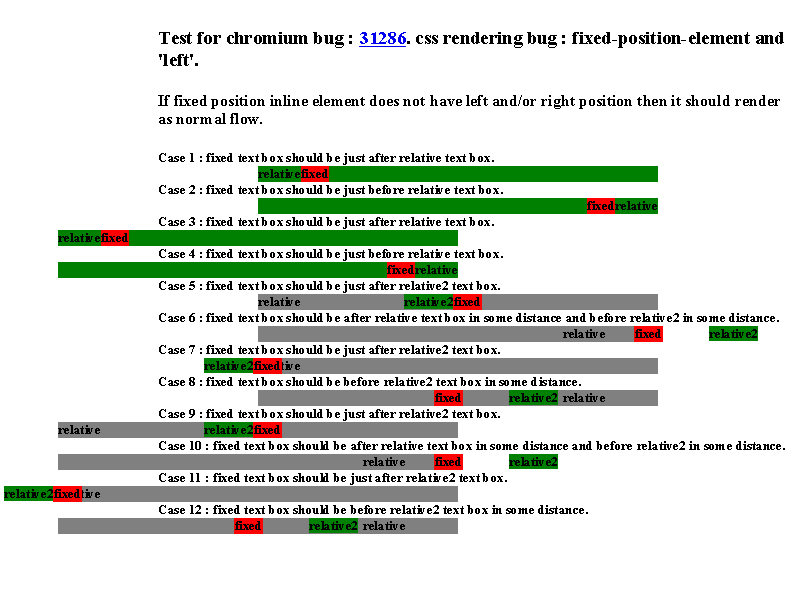 Test for chromium bug : 31286. css rendering bug : fixed-position-element and
'left'.
If fixed position inline element does not have left and/or right position then it should render
as normal flow.
Case 1 : fixed text box should be just after relative text box.
relativefixed
Case 2 : fixed text box should be just before relative text box.
fixedrelative
Case 3 : fixed text box should be just after relative text box.
relativefixed
Case 4 : fixed text box should be just before relative text box.
fixedrelative
Case 5 : fixed text box should be just after relative2 text box.
relative relative2fixed
Case 6 : fixed text box should be after relative text box in some distance and before relative2 in some distance.
relative fixed relative2
Case 7 : fixed text box should be just after relative2 text box.
relative2fixedtive
Case 8 : fixed text box should be before relative2 text box in some distance.
fixed relative2 relative
Case 9 : fixed text box should be just after relative2 text box.
relative relative2fixed
Case 10 : fixed text box should be after relative text box in some distance and before relative2 in some distance.
relative fixed relative2
Case 11 : fixed text box should be just after relative2 text box.
relative2fixedtive
Case 12 : fixed text box should be before relative2 text box in some distance.
fixed relative2 relative